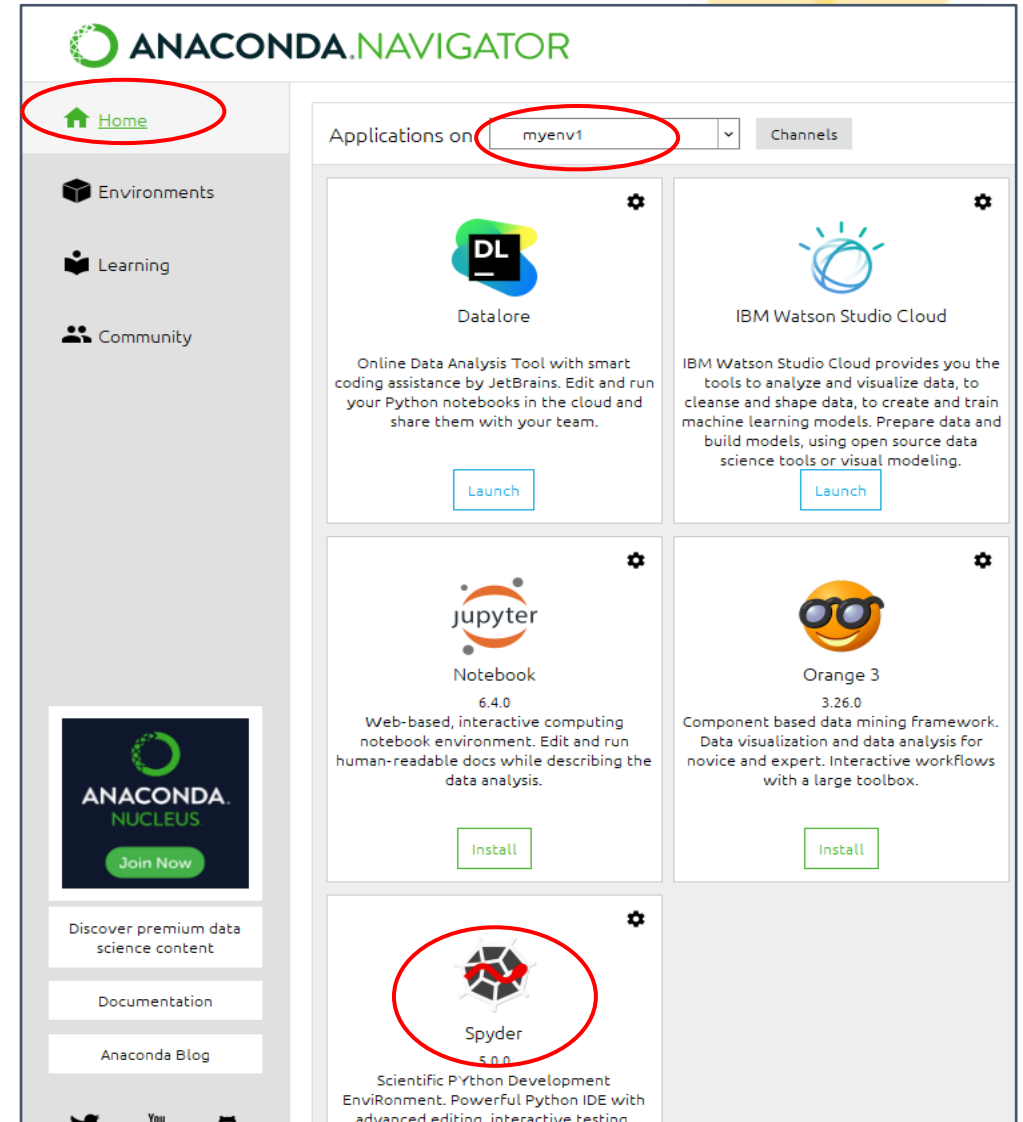 ANACONDA.NAVIGATOR
Home
Environments
Learning
Community
ANACONDA.
NUCLEUS
Join Now
Discover premium data
science content
Documentation
Anaconda Blog
You
Applications on
myenv1
Channels
DL
Datalore
Online Data Analysis Tool with smart
coding assistance by JetBrains. Edit and run
your Python notebooks in the cloud and
share them with your team.
Launch
IBM Watson Studio Cloud
IBM Watson Studio Cloud provides you the
tools to analyze and visualize data, to
cleanse and shape data, to create and train
machine learning models. Prepare data and
build models, using open source data
science tools or visual modeling.
Launch
jupyter
Notebook
6.4.0
Web-based, interactive computing
notebook environment. Edit and run
human-readable docs while describing the
data analysis.
Install
Orange 3
3.26.0
Component based data mining framework.
Data visualization and data analysis for
novice and expert. Interactive workflows
with a large toolbox.
Install
Spyder
5.0.0
Scientific PYthon Development
EnviRonment. Powerful Python IDE with
advanced editing, interactive testing,